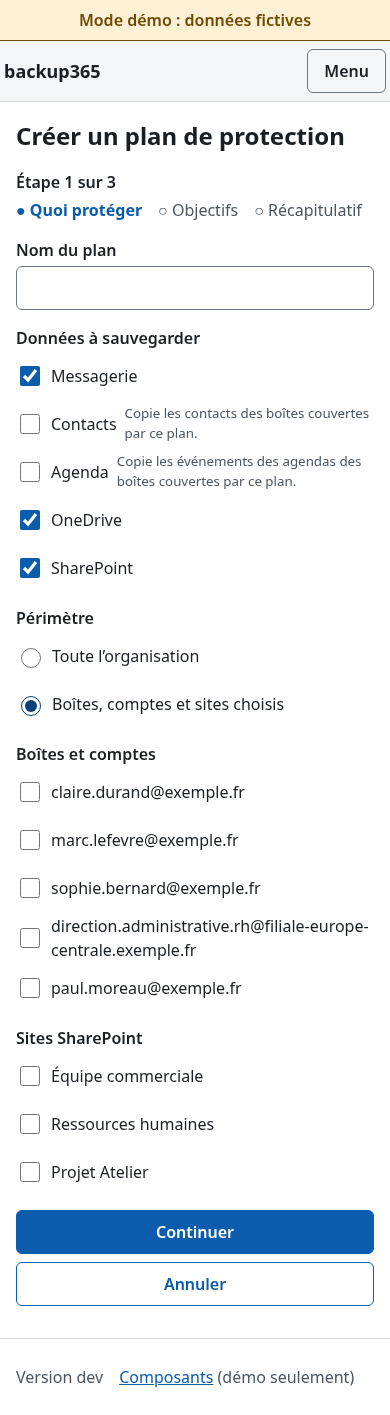 Mode démo : données fictives
backup365
Menu
Créer un plan de protection
Étape 1 sur 3
● Quoi protéger ○ Objectifs ○ Récapitulatif
Nom du plan
Données à sauvegarder
Messagerie
Contacts Copie les contacts des boîtes couvertes
par ce plan.
Agenda Copie les événements des agendas des
boîtes couvertes par ce plan.
OneDrive
SharePoint
Périmètre
Toute l’organisation
Boîtes, comptes et sites choisis
Boîtes et comptes
claire.durand@exemple.fr
marc.lefevre@exemple.fr
sophie.bernard@exemple.fr
direction.administrative.rh@filiale-europe-
centrale.exemple.fr
paul.moreau@exemple.fr
Sites SharePoint
Équipe commerciale
Ressources humaines
Projet Atelier
Continuer
Annuler
Version dev Composants (démo seulement)